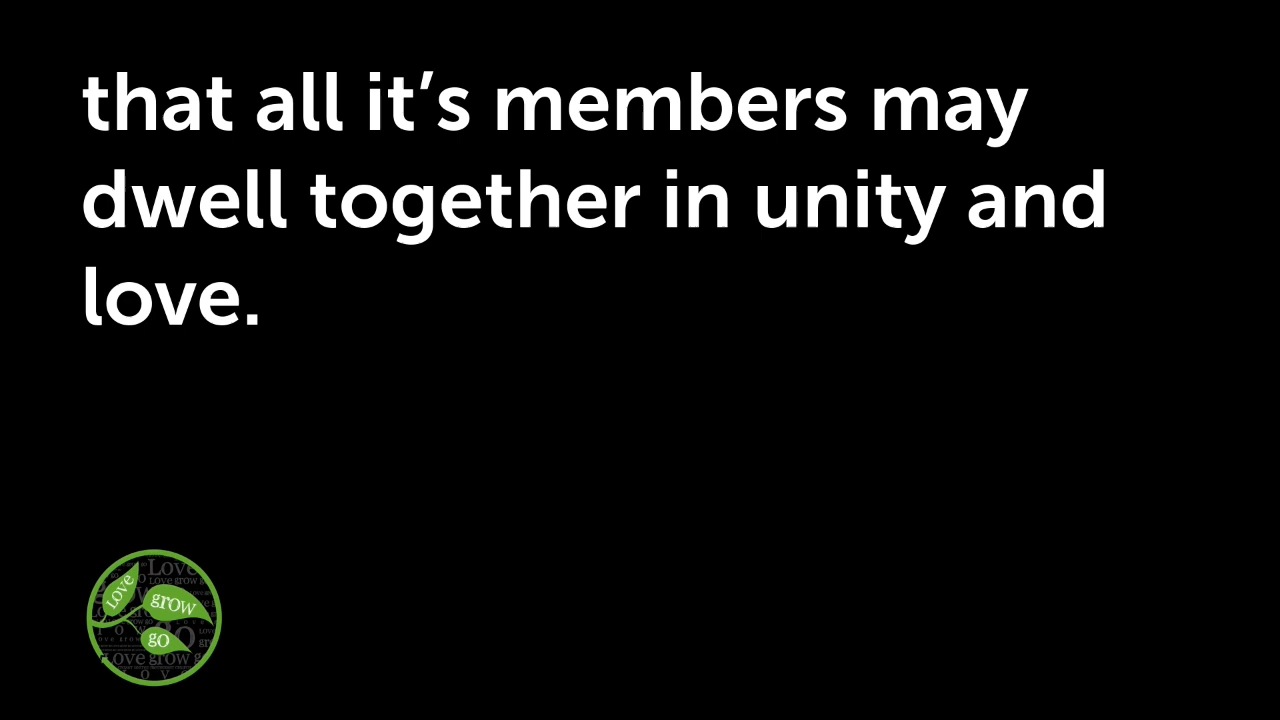 that all it’s members may
dwell together in unity and
love.
Love
grow
go